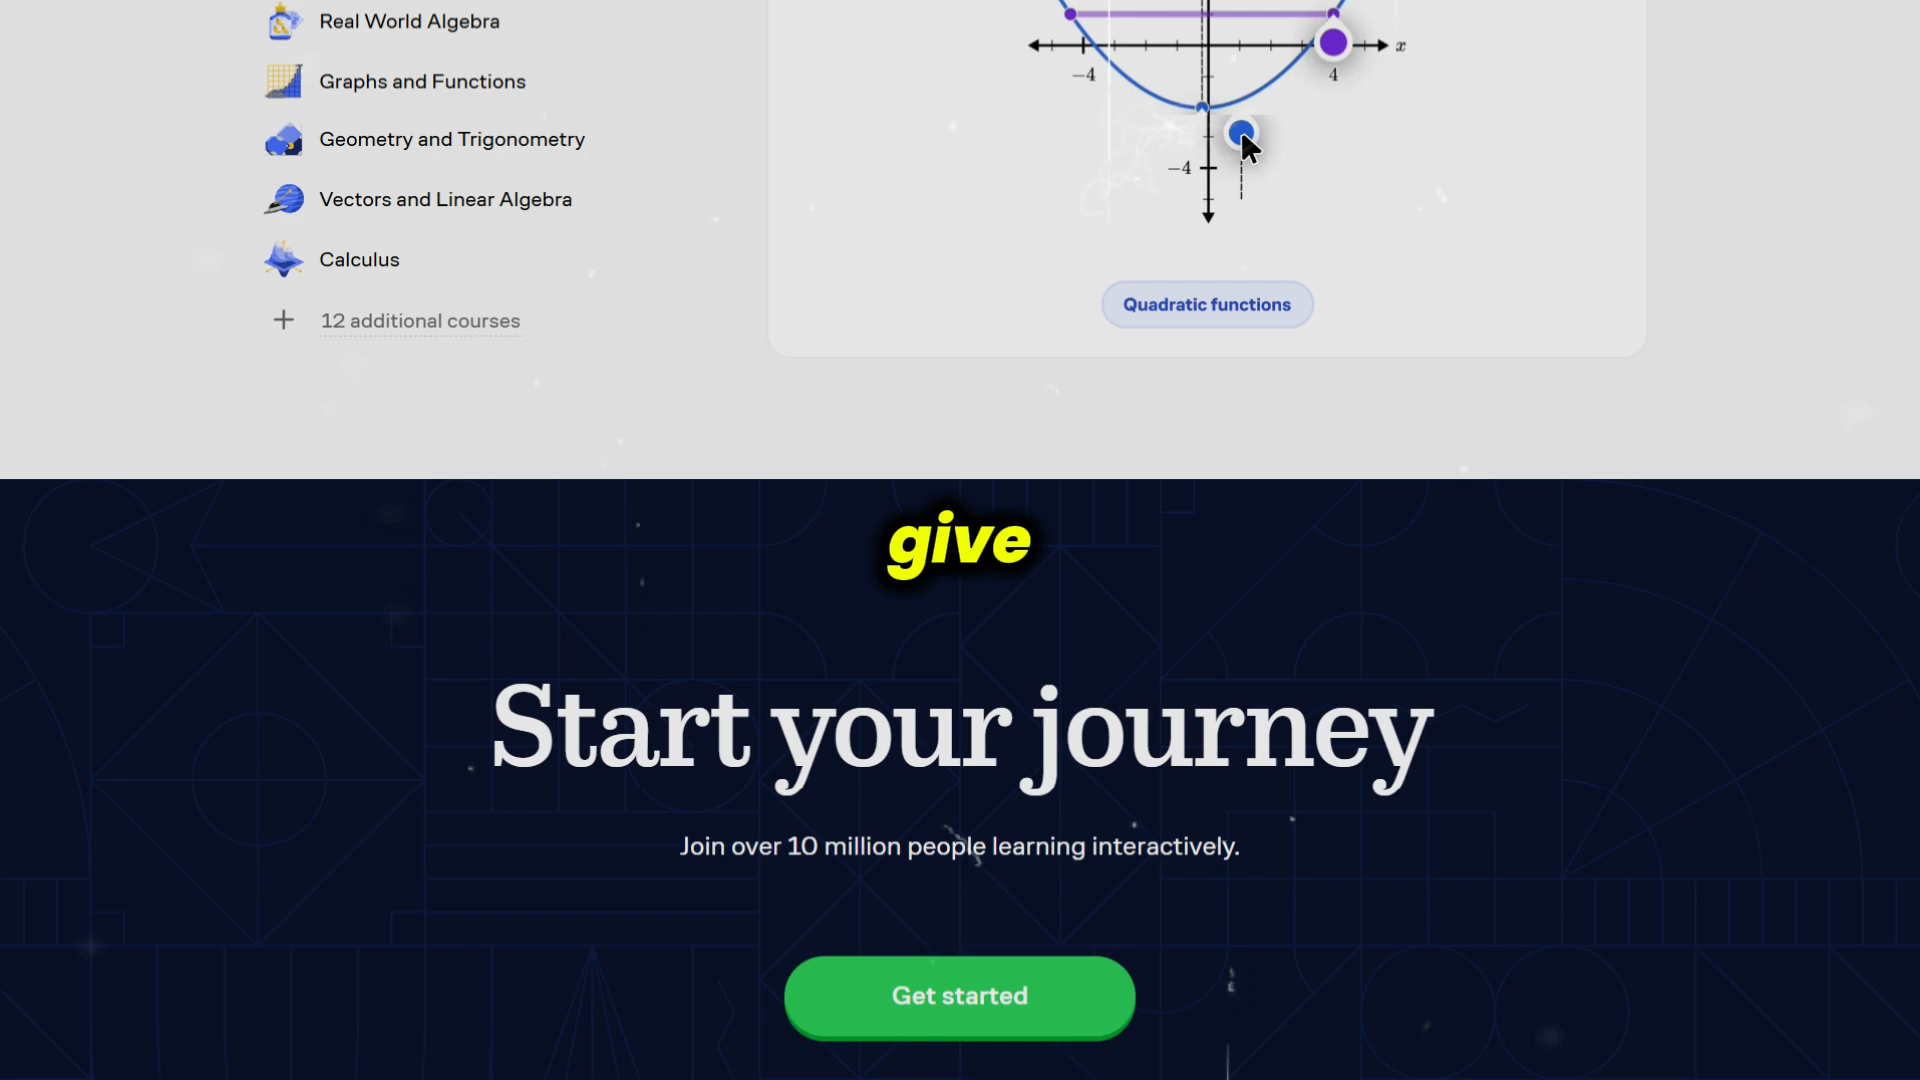 Real World Algebra
Graphs and Functions
Geometry and Trigonometry
Vectors and Linear Algebra
Calculus
12 additional courses
x
−4
4
−4
Quadratic functions
give
Start your journey
Join over 10 million people learning interactively.
Get started